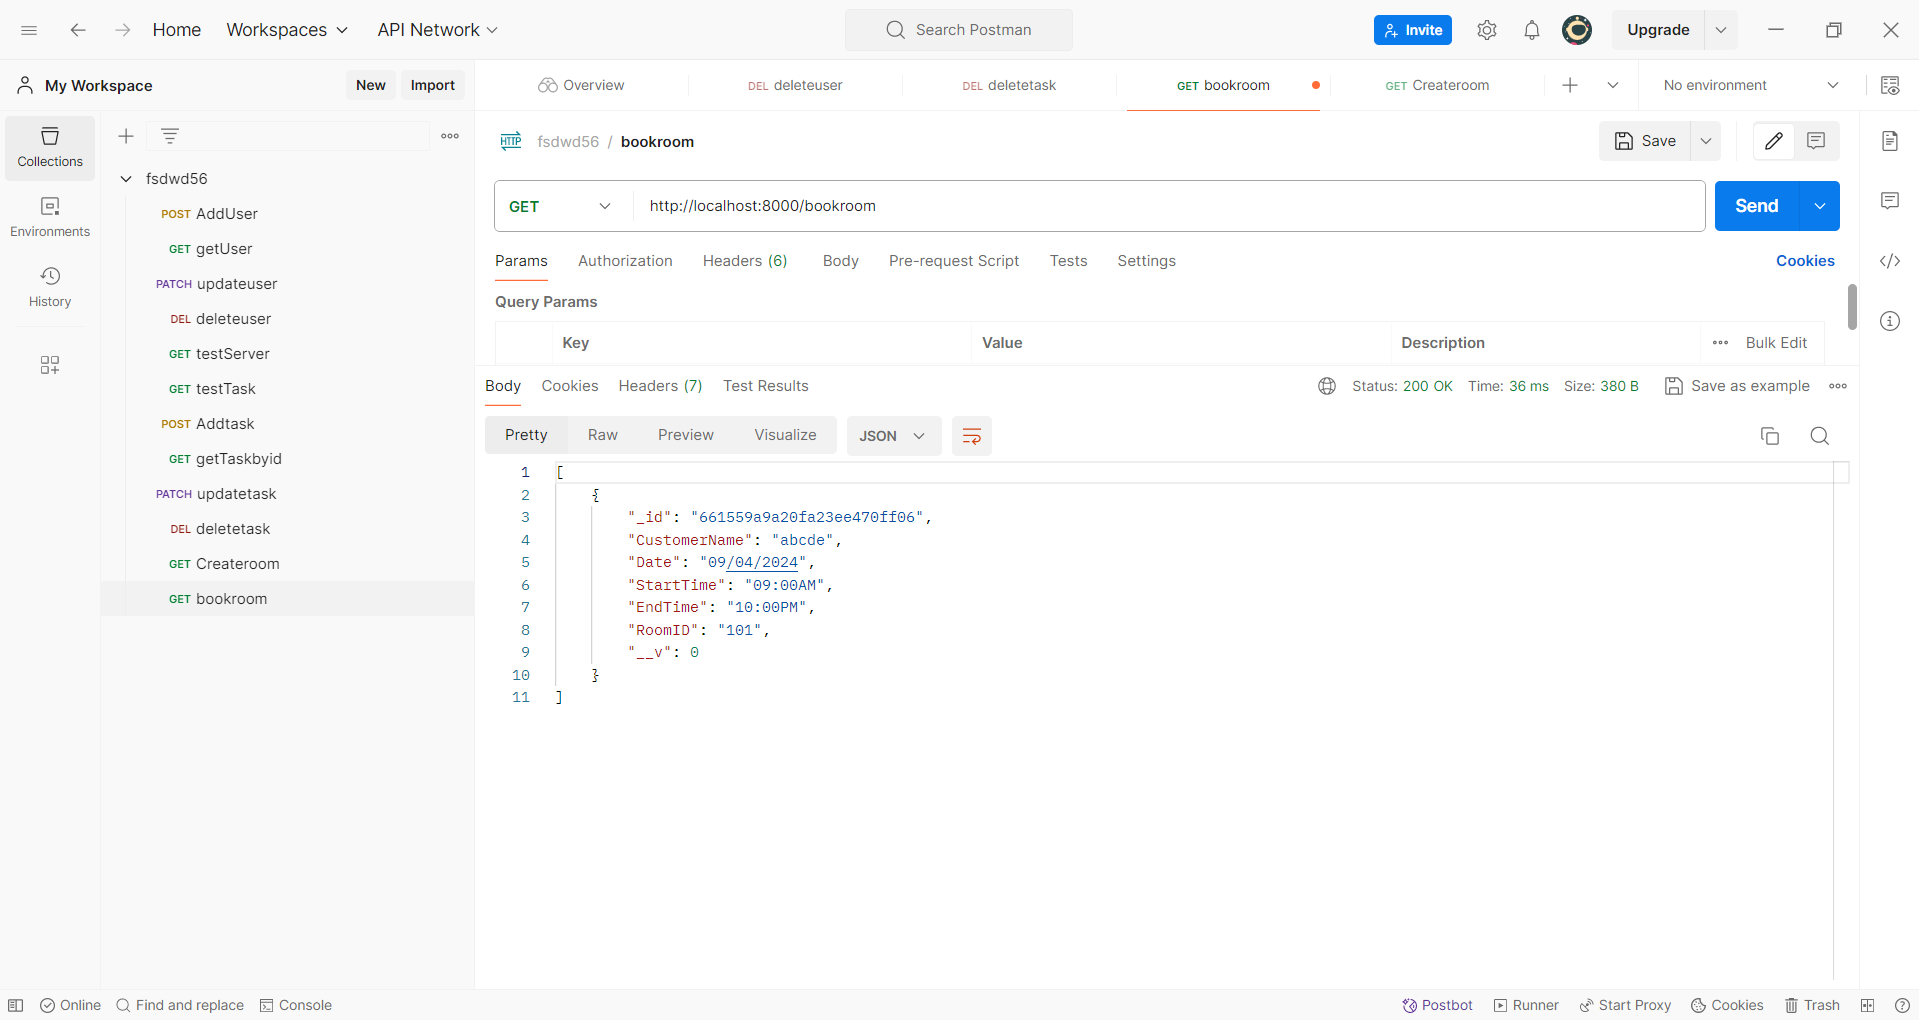 Home Workspaces API Network Search Postman Invite Upgrade
My Workspace New Import Overview DEL deleteuser DEL deletetask GET bookroom GET Createroom No environment
Collections
Environments
History
fsdwd56
POST AddUser
GET getUser
PATCH updateuser
DEL deleteuser
GET testServer
GET testTask
POST Addtask
GET getTaskbyid
PATCH updatetask
DEL deletetask
GET Createroom
GET bookroom
HTTP fsdwd56 / bookroom Save
GET http://localhost:8000/bookroom Send
Params Authorization Headers (6) Body Pre-request Script Tests Settings Cookies
Query Params
Key Value Description Bulk Edit
Body Cookies Headers (7) Test Results Status: 200 OK Time: 36 ms Size: 380 B Save as example
Pretty Raw Preview Visualize JSON
1 [
2 {
3 "_id": "661559a9a20fa23ee470ff06",
4 "CustomerName": "abcde",
5 "Date": "09/04/2024",
6 "StartTime": "09:00AM",
7 "EndTime": "10:00PM",
8 "RoomID": "101",
9 "__v": 0
10 }
11 ]
Online Find and replace Console Postbot Runner Start Proxy Cookies Trash